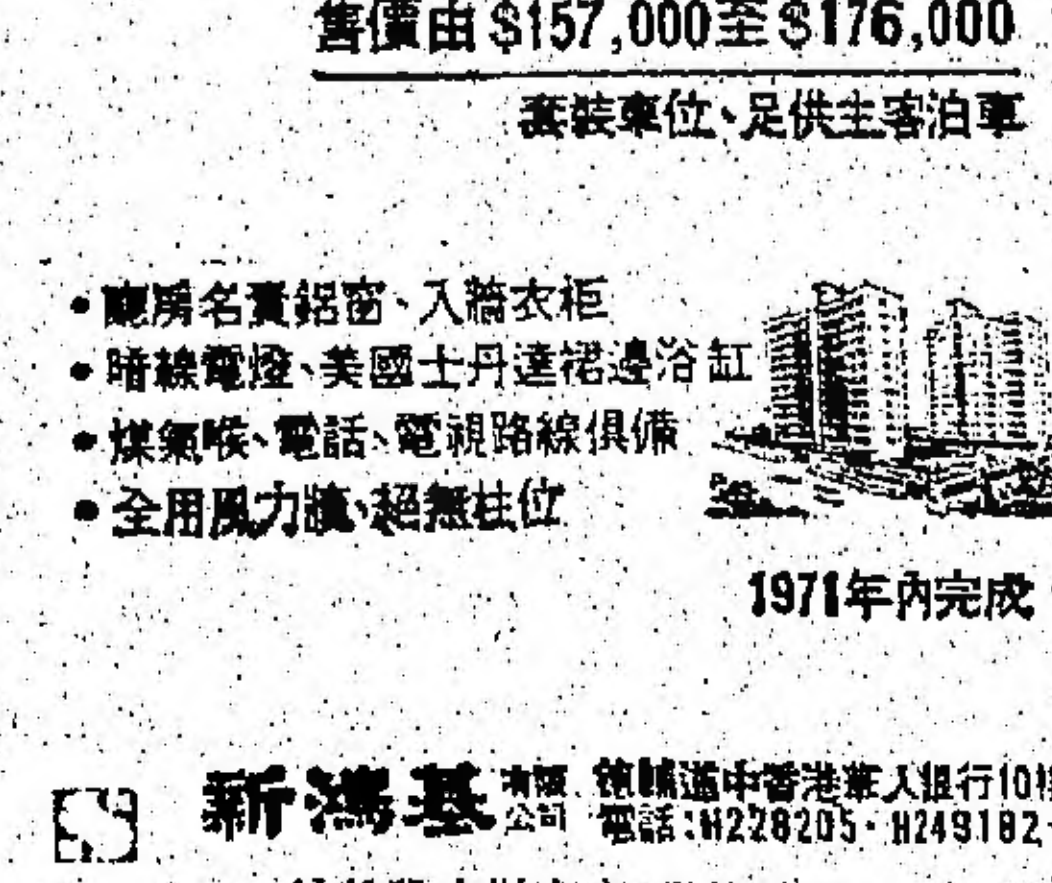 售價由$157,000至$176,000
套裝車位、足供主客泊車
• 廳房名貴鋁窗、入牆衣柜
• 暗線電燈、美國士丹達裙邊浴缸
• 煤氣喉、電話、電視路線俱備
• 全用風力牆、絕無柱位
1971年內完成
新鴻基有限公司
德輔道中香港華人銀行10樓
電話:H228205·H249182